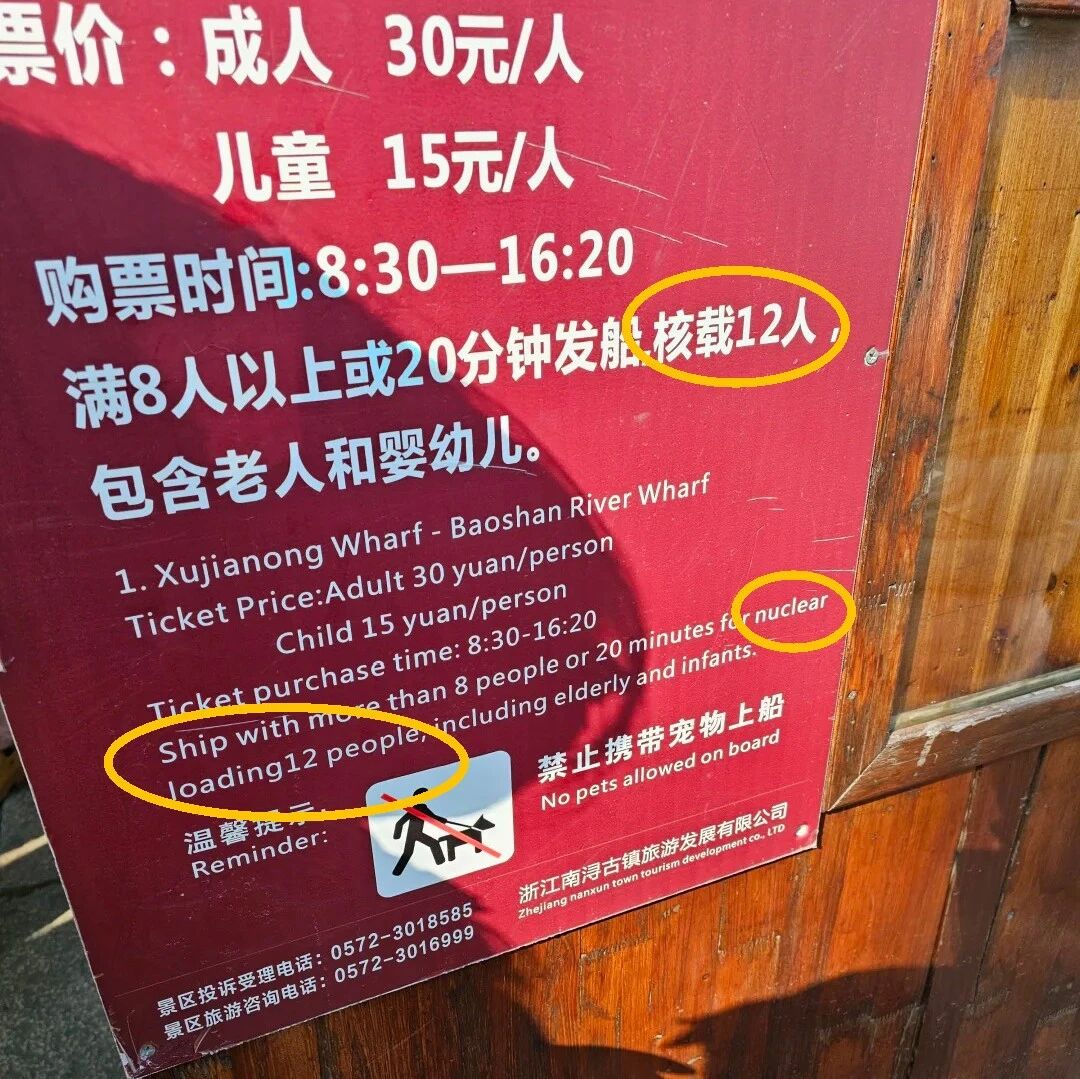 票价：成人 30元/人
儿童 15元/人
购票时间:8:30—16:20
满8人以上或20分钟发船,核载12人，
包含老人和婴幼儿。
1. Xujianong Wharf - Baoshan River Wharf
Ticket Price:Adult 30 yuan/person
Child 15 yuan/person
Ticket purchase time: 8:30-16:20
Ship with more than 8 people or 20 minutes for nuclear
loading12 people, including elderly and infants.
温馨提示:
Reminder:
禁止携带宠物上船
No pets allowed on board
浙江南浔古镇旅游发展有限公司
Zhejiang nanxun town tourism development co., LTD
景区投诉受理电话：0572-3018585
景区旅游咨询电话：0572-3016999